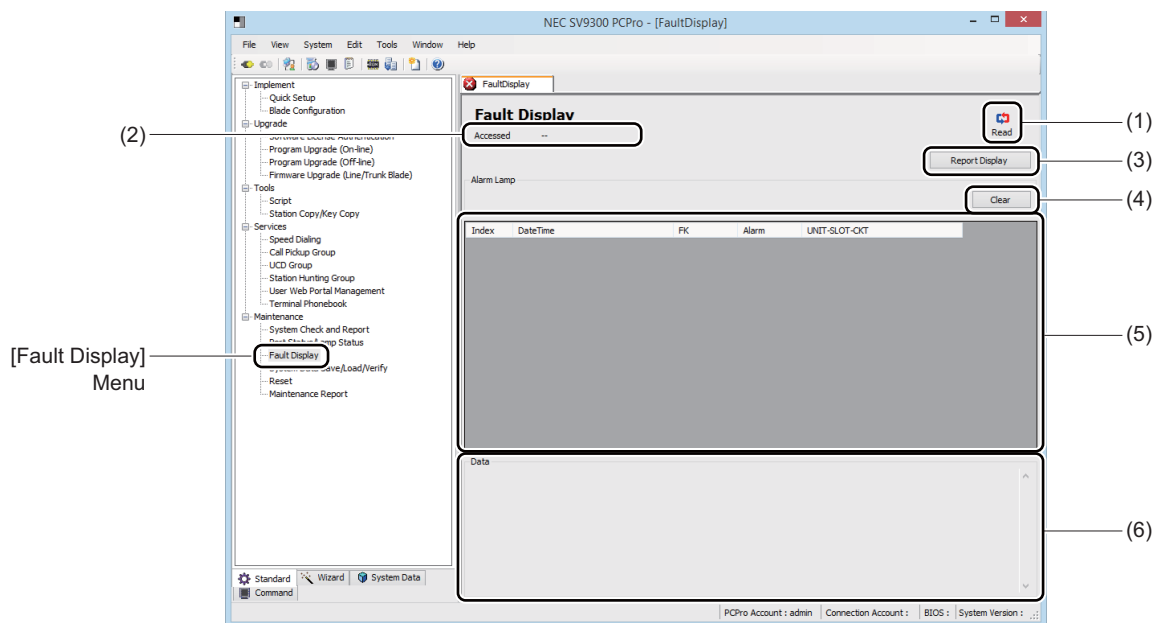 NEC SV9300 PCPro - [FaultDisplay]
File View System Edit Tools Window Help
Implement
Quick Setup
Blade Configuration
Upgrade
Program Upgrade (On-line)
Program Upgrade (Off-line)
Firmware Upgrade (Line/Trunk Blade)
Tools
Script
Station Copy/Key Copy
Services
Speed Dialing
Call Pickup Group
UCD Group
Station Hunting Group
User Web Portal Management
Terminal Phonebook
Maintenance
System Check and Report
Fault Display
Reset
Maintenance Report
Standard Wizard System Data
Command
FaultDisplay
Fault Display
Accessed --
Read
Report Display
Alarm Lamp
Clear
Index DateTime FK Alarm UNIT-SLOT-CKT
Data
PCPro Account : admin Connection Account : BIOS : System Version :
(1)
(2)
(3)
(4)
(5)
(6)
[Fault Display]
Menu